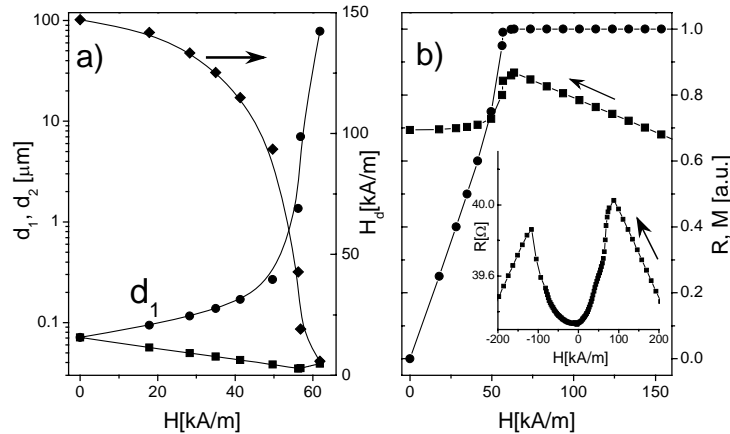 a)
100
10
1
0.1
d₁, d₂ [μm]
150
100
50
0
H_d[kA/m]
d₁
0
20
40
60
H[kA/m]
b)
1.0
0.8
0.6
0.4
0.2
0.0
R, M [a.u.]
0
50
100
150
H[kA/m]
40.0
39.6
R[Ω]
-200
-100
0
100
200
H[kA/m]